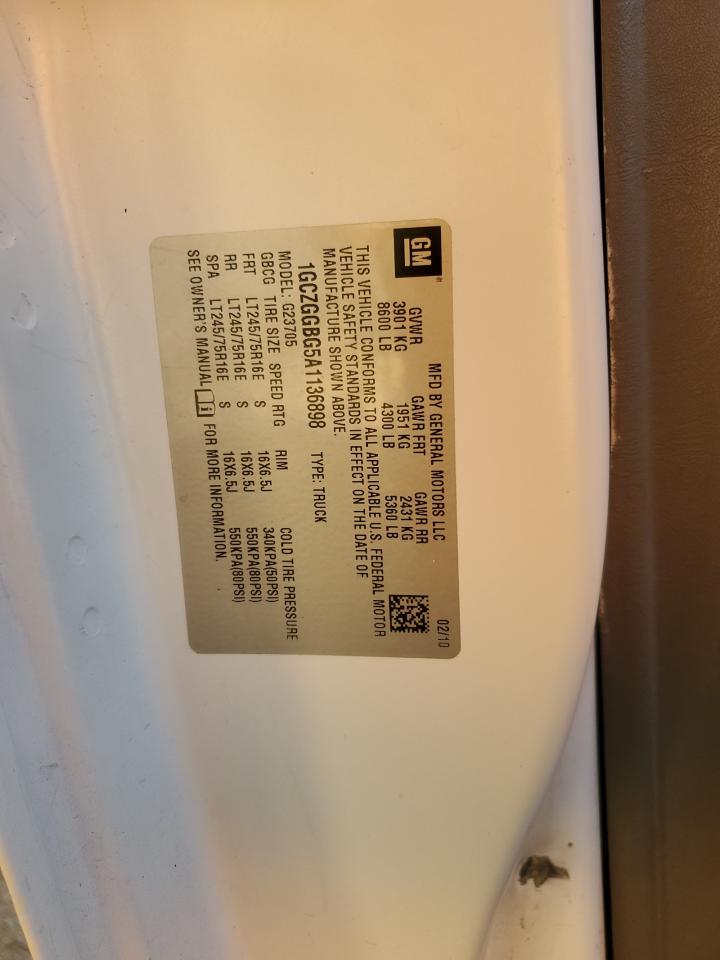 GM
MFD BY GENERAL MOTORS LLC 02/10
GVWR GAWR FRT GAWR RR
3901 KG 1951 KG 2431 KG
8600 LB 4300 LB 5360 LB
THIS VEHICLE CONFORMS TO ALL APPLICABLE U.S. FEDERAL MOTOR
VEHICLE SAFETY STANDARDS IN EFFECT ON THE DATE OF
MANUFACTURE SHOWN ABOVE.
1GCZGGBG5A1136898 TYPE: TRUCK
MODEL: G23705
GBCG TIRE SIZE SPEED RTG RIM COLD TIRE PRESSURE
FRT LT245/75R16E S 16X6.5J 340KPA(50PSI)
RR LT245/75R16E S 16X6.5J 550KPA(80PSI)
SPA LT245/75R16E S 16X6.5J 550KPA(80PSI)
SEE OWNER'S MANUAL i FOR MORE INFORMATION.